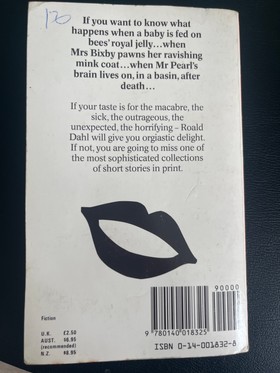 120
If you want to know what
happens when a baby is fed on
bees' royal jelly...when
Mrs Bixby pawns her ravishing
mink coat...when Mr Pearl's
brain lives on, in a basin, after
death...
If your taste is for the macabre, the
sick, the outrageous, the
unexpected, the horrifying – Roald
Dahl will give you orgiastic delight.
If not, you are going to miss one of
the most sophisticated collections
of short stories in print.
Fiction
U.K. £2.50
AUST. $6.95
(recommended)
N.Z. $6.95
90000
9 780140 018325
ISBN 0-14-001832-8